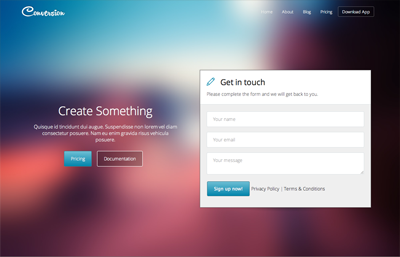 Conversion
Home About Blog Pricing Download App
Get in touch
Please complete the form and we will get back to you.
Create Something
Quisque id tincidunt dui augue. Suspendisse non lorem vel diam
consectetur posuere. Nam eu enim gravida risus vehicula
posuere.
Pricing Documentation
Your name
Your email
Your message
Sign up now! Privacy Policy | Terms & Conditions